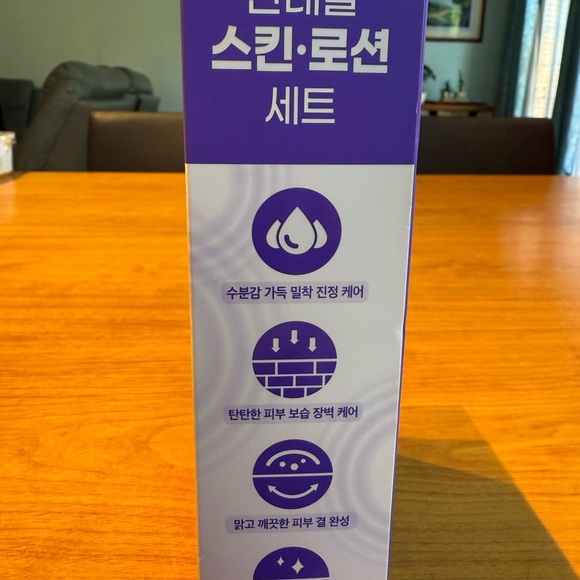 스킨·로션
세트
수분감 가득 밀착 진정 케어
탄탄한 피부 보습 장벽 케어
맑고 깨끗한 피부 결 완성